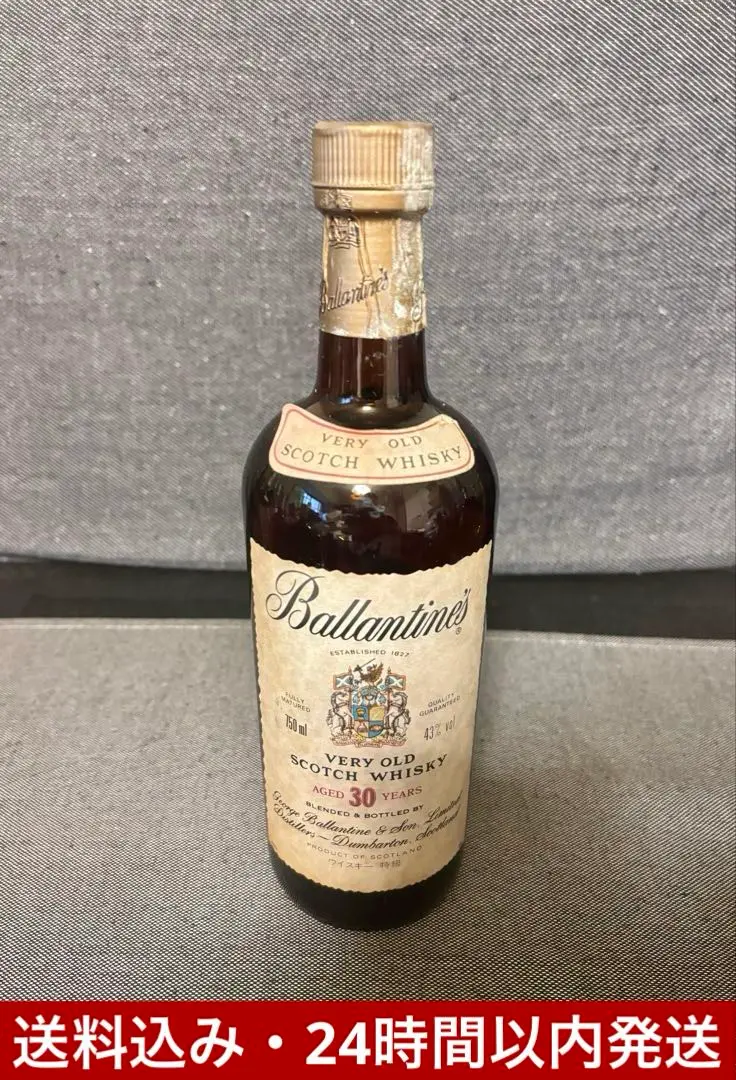 Ballantine's
VERY OLD
SCOTCH WHISKY
Ballantine's®
ESTABLISHED 1827
FULLY
MATURED
750 ml
QUALITY
GUARANTEED
43% vol
VERY OLD
SCOTCH WHISKY
AGED 30 YEARS
BLENDED & BOTTLED BY
George Ballantine & Son, Limited
Distillers – Dumbarton, Scotland
PRODUCT OF SCOTLAND
ウイスキー 特級
送料込み・24時間以内発送